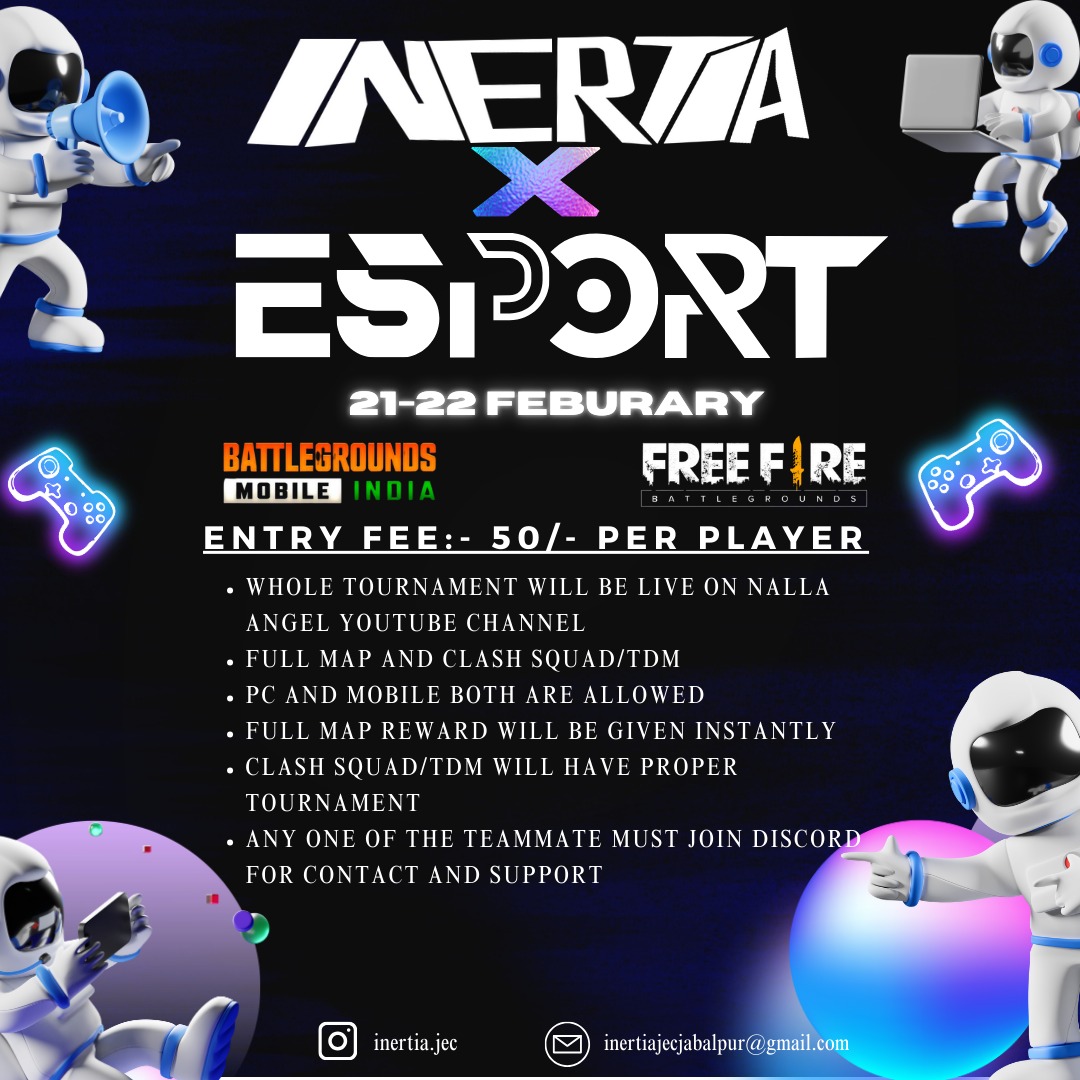 INERTIA
X
ESPORT
21-22 FEBURARY
BATTLEGROUNDS
MOBILE INDIA
FREE FIRE
BATTLEGROUNDS
ENTRY FEE:- 50/- PER PLAYER
• WHOLE TOURNAMENT WILL BE LIVE ON NALLA
ANGEL YOUTUBE CHANNEL
• FULL MAP AND CLASH SQUAD/TDM
• PC AND MOBILE BOTH ARE ALLOWED
• FULL MAP REWARD WILL BE GIVEN INSTANTLY
• CLASH SQUAD/TDM WILL HAVE PROPER
TOURNAMENT
• ANY ONE OF THE TEAMMATE MUST JOIN DISCORD
FOR CONTACT AND SUPPORT
inertia.jec
inertiajecjabalpur@gmail.com